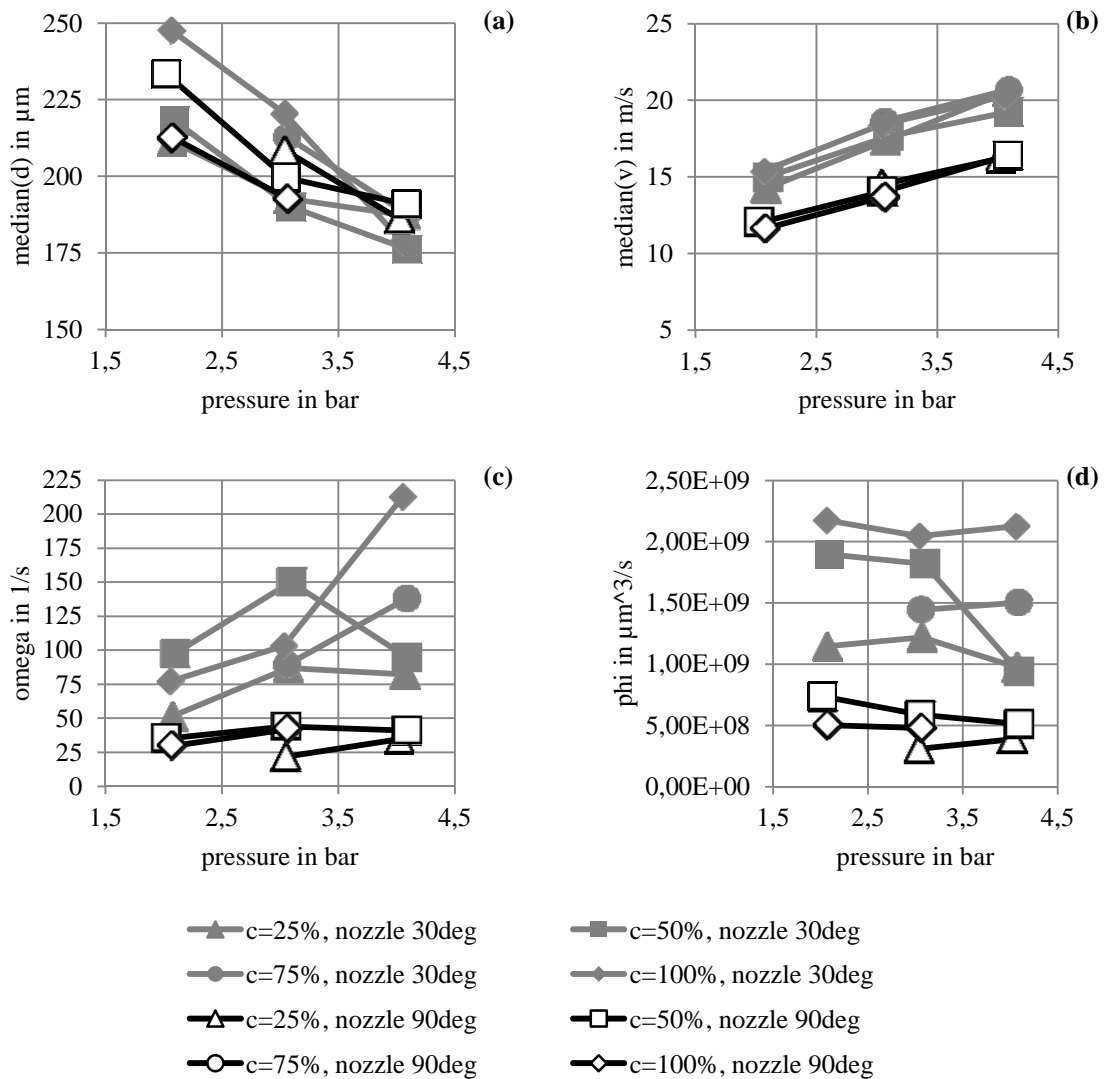 (a)
median(d) in µm
250
225
200
175
150
1,5 2,5 3,5 4,5
pressure in bar
(b)
median(v) in m/s
25
20
15
10
5
1,5 2,5 3,5 4,5
pressure in bar
(c)
omega in 1/s
225
200
175
150
125
100
75
50
25
0
1,5 2,5 3,5 4,5
pressure in bar
(d)
phi in µm^3/s
2,50E+09
2,00E+09
1,50E+09
1,00E+09
5,00E+08
0,00E+00
1,5 2,5 3,5 4,5
pressure in bar
c=25%, nozzle 30deg
c=50%, nozzle 30deg
c=75%, nozzle 30deg
c=100%, nozzle 30deg
c=25%, nozzle 90deg
c=50%, nozzle 90deg
c=75%, nozzle 90deg
c=100%, nozzle 90deg